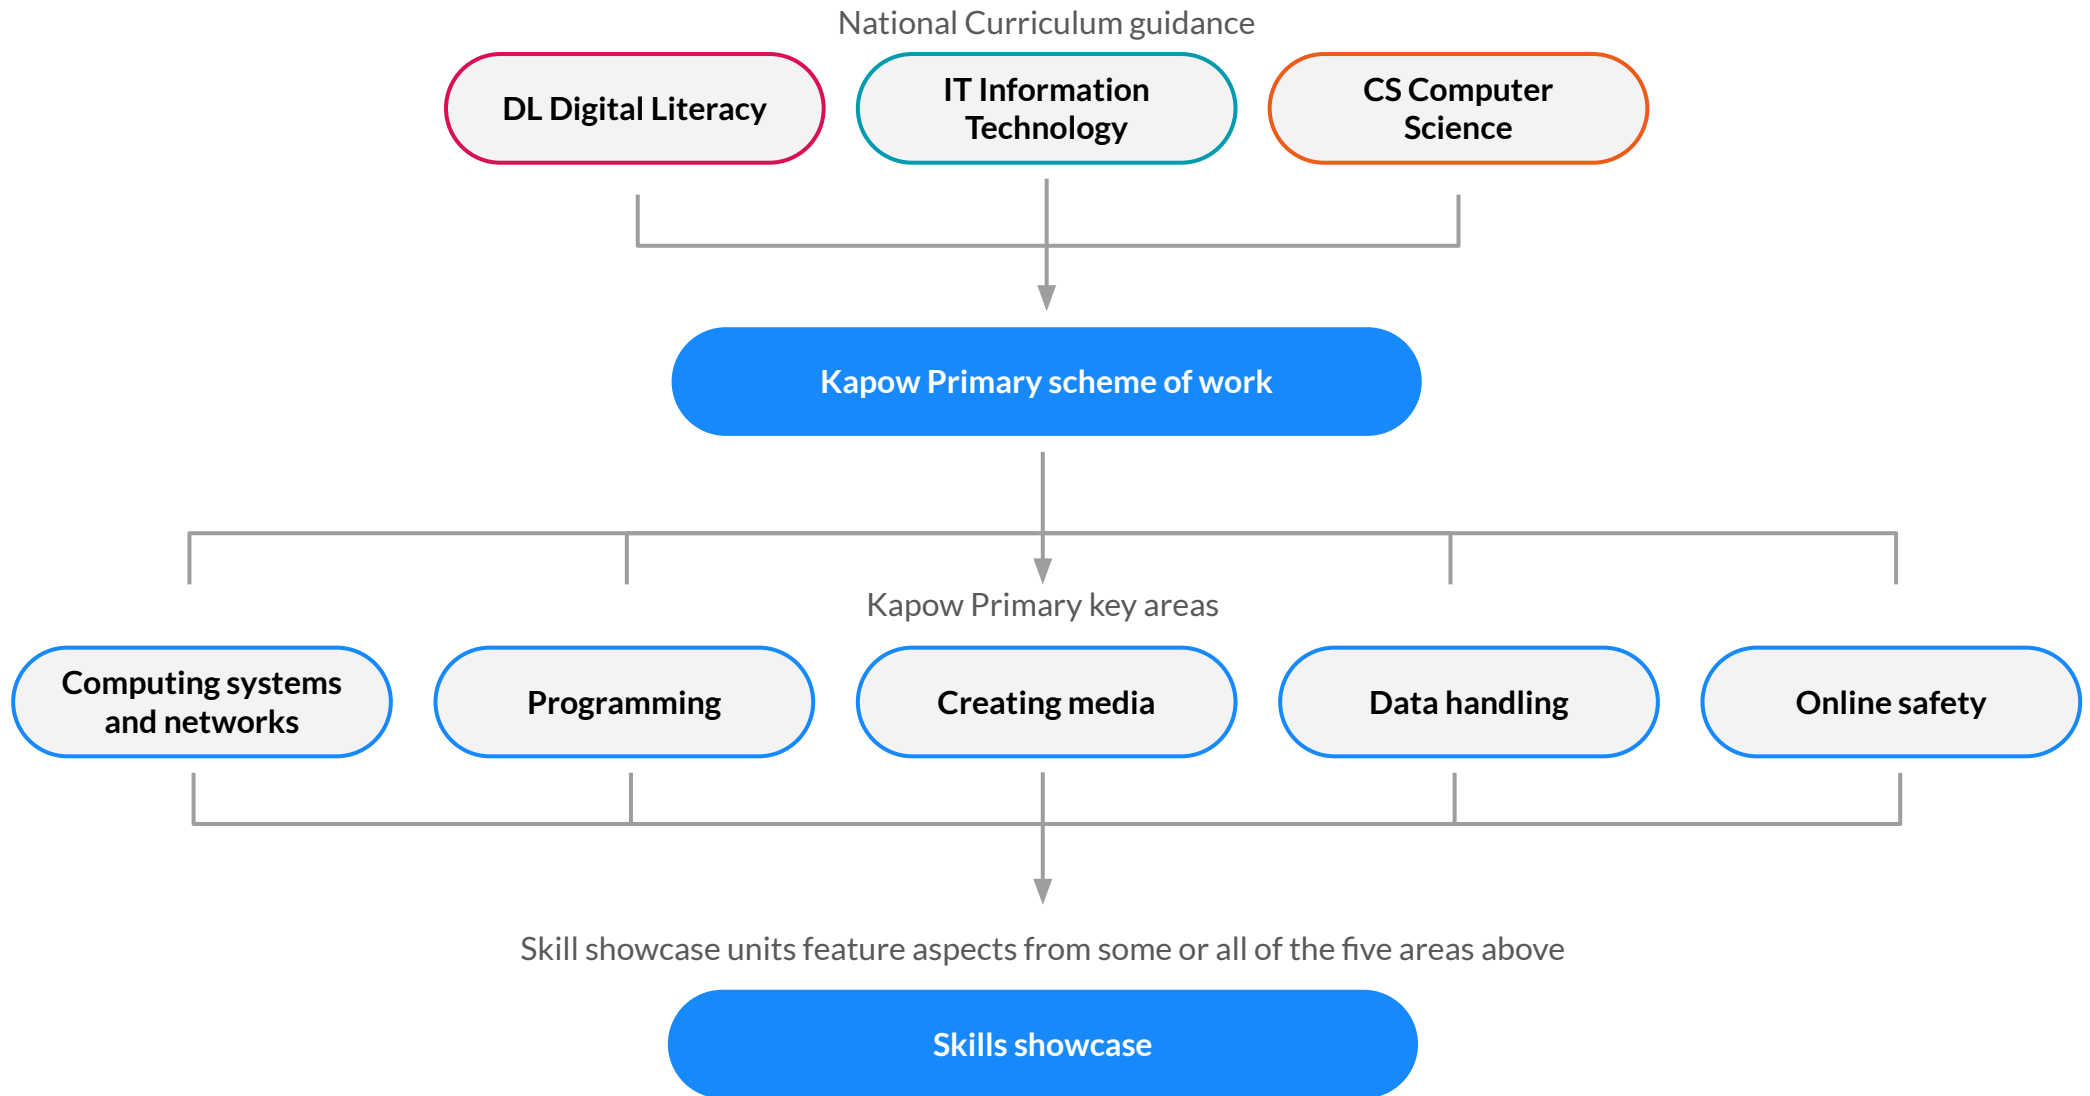 National Curriculum guidance
DL Digital Literacy
IT Information
Technology
CS Computer
Science
Kapow Primary scheme of work
Kapow Primary key areas
Computing systems
and networks
Programming
Creating media
Data handling
Online safety
Skill showcase units feature aspects from some or all of the five areas above
Skills showcase